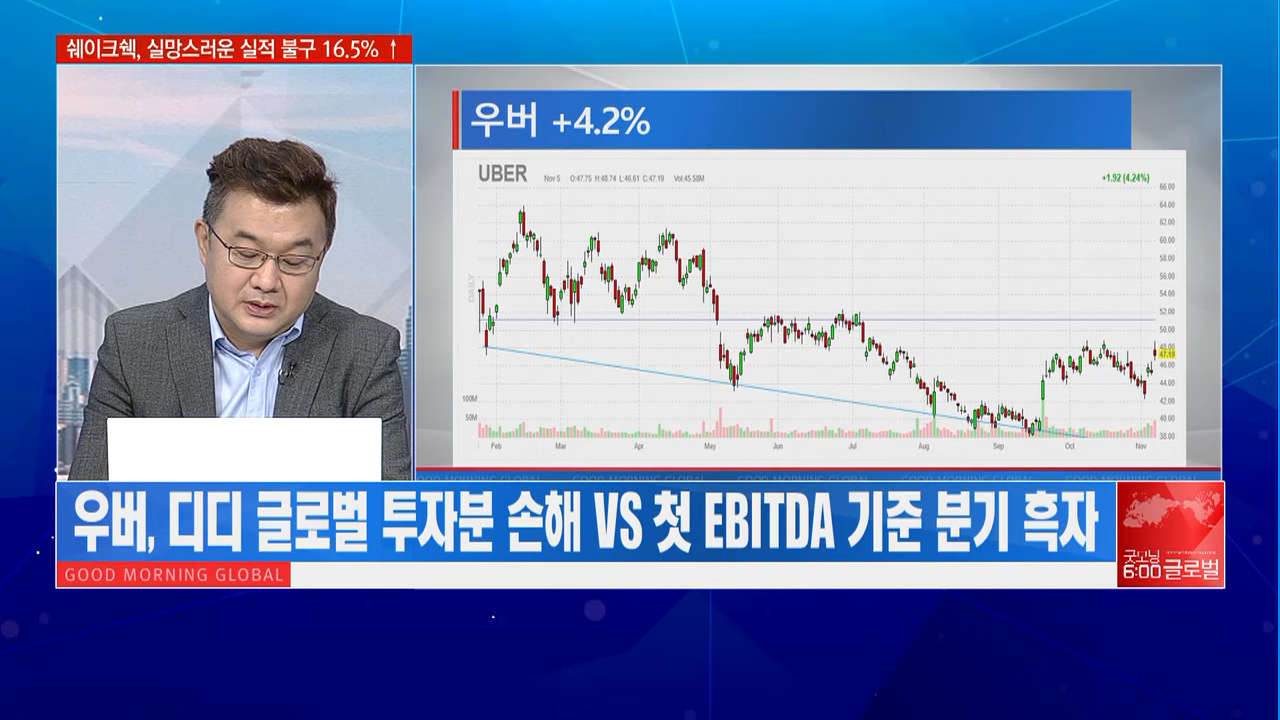 쉐이크쉑, 실망스러운 실적 불구 16.5% ↑
우버 +4.2%
UBER Nov 5 O:47.75 H:48.74 L:46.61 C:47.19 Vol:45.58M +1.92 (4.24%)
66.00
64.00
62.00
60.00
58.00
56.00
54.00
52.00
50.00
48.00
47.19
46.00
44.00
42.00
40.00
38.00
DAILY
100M
50M
Feb Mar Apr May Jun Jul Aug Sep Oct Nov
우버, 디디 글로벌 투자분 손해 VS 첫 EBITDA 기준 분기 흑자
GOOD MORNING GLOBAL
굿모닝
6:00 글로벌